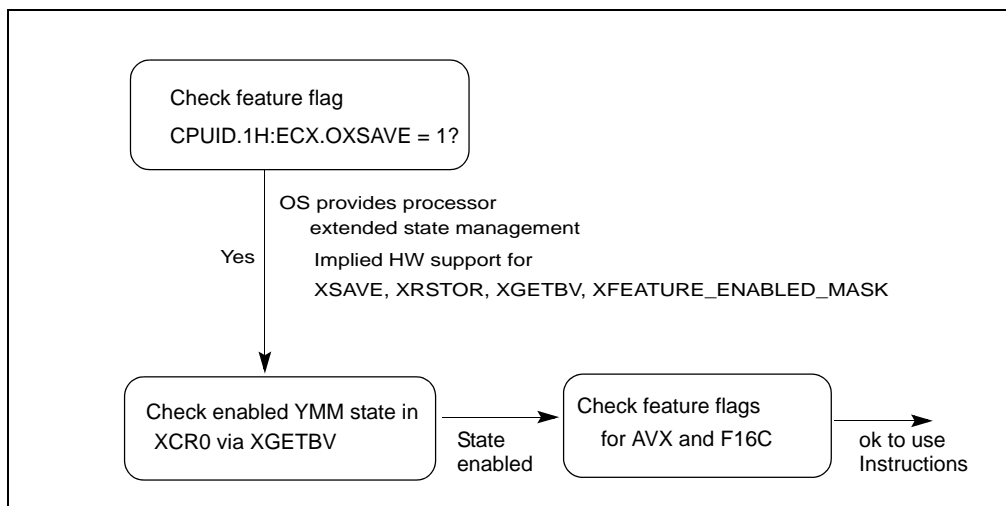 Check feature flag
CPUID.1H:ECX.OXSAVE = 1?
OS provides processor
extended state management
Yes
Implied HW support for
XSAVE, XRSTOR, XGETBV, XFEATURE_ENABLED_MASK
Check enabled YMM state in
XCR0 via XGETBV
State
enabled
Check feature flags
for AVX and F16C
ok to use
Instructions